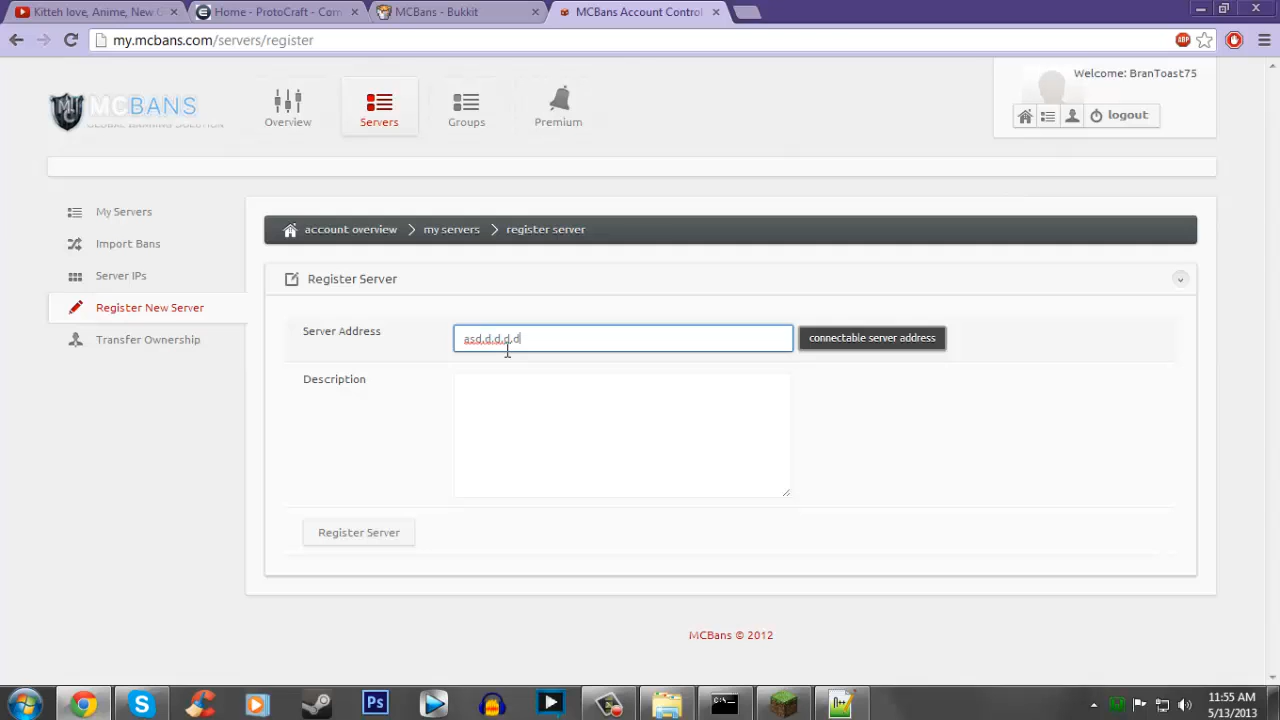 Kitteh love, Anime, New G
Home - ProtoCraft - Com
MCBans - Bukkit
MCBans Account Control
my.mcbans.com/servers/register
ABP
MCBANS
GLOBAL BANNING SOLUTION
Overview
Servers
Groups
Premium
Welcome: BranToast75
logout
My Servers
Import Bans
Server IPs
Register New Server
Transfer Ownership
account overview
my servers
register server
Register Server
Server Address
asd.d.d.d.d
connectable server address
Description
Register Server
MCBans © 2012
Ps
11:55 AM
5/13/2013